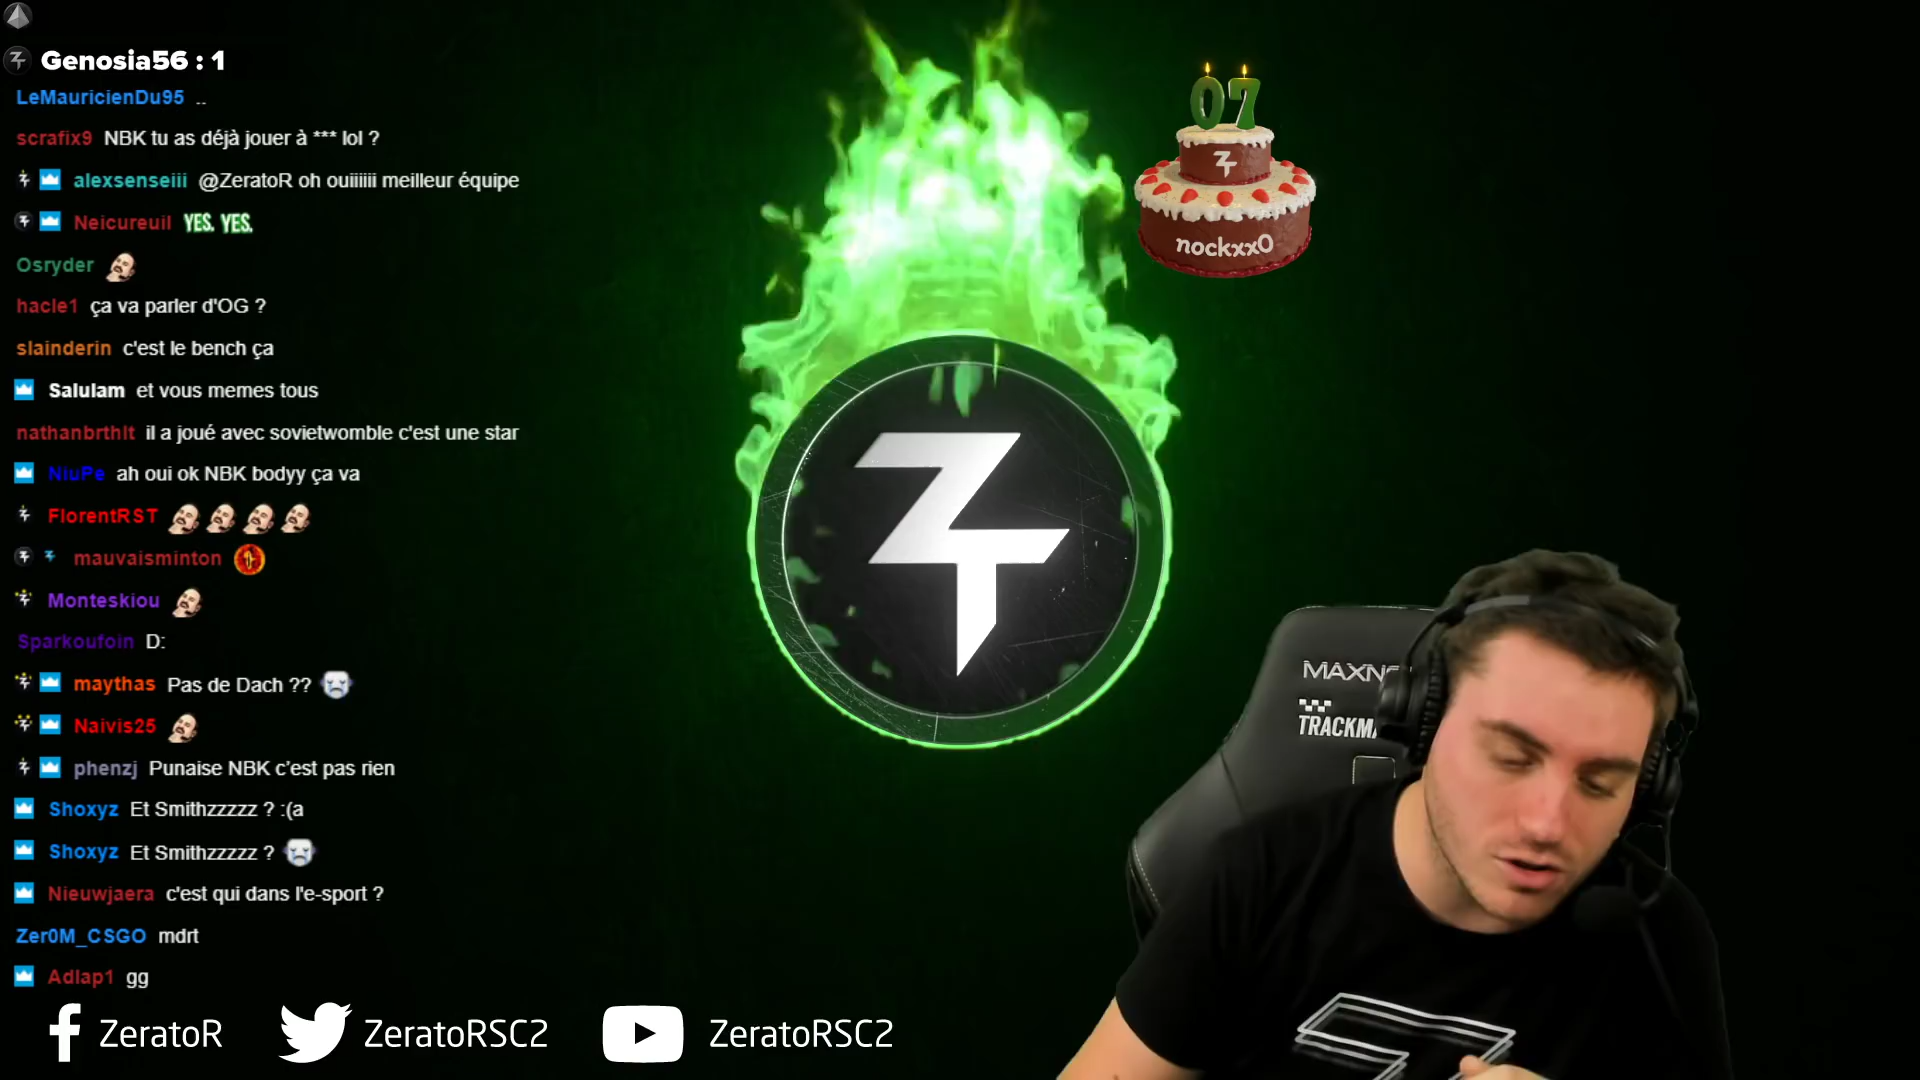 Genosia56 : 1
LeMauricienDu95 ..
scrafix9 NBK tu as déjà jouer à *** lol ?
alexsenseiii @ZeratoR oh ouiiiiii meilleur équipe
Neicureuil YES. YES.
Osryder
hacle1 ça va parler d'OG ?
slainderin c'est le bench ça
Salulam et vous memes tous
nathanbrthlt il a joué avec sovietwomble c'est une star
NiuPe ah oui ok NBK bodyy ça va
FlorentRST
mauvaisminton
Monteskiou
Sparkoufoin D:
maythas Pas de Dach ??
Naivis25
phenzj Punaise NBK c'est pas rien
Shoxyz Et Smithzzzzz ? :(a
Shoxyz Et Smithzzzzz ?
Nieuwjaera c'est qui dans l'e-sport ?
Zer0M_CSGO mdrt
Adlap1 gg
ZeratoR ZeratoRSC2 ZeratoRSC2
07
ZT
nockxx0
ZT